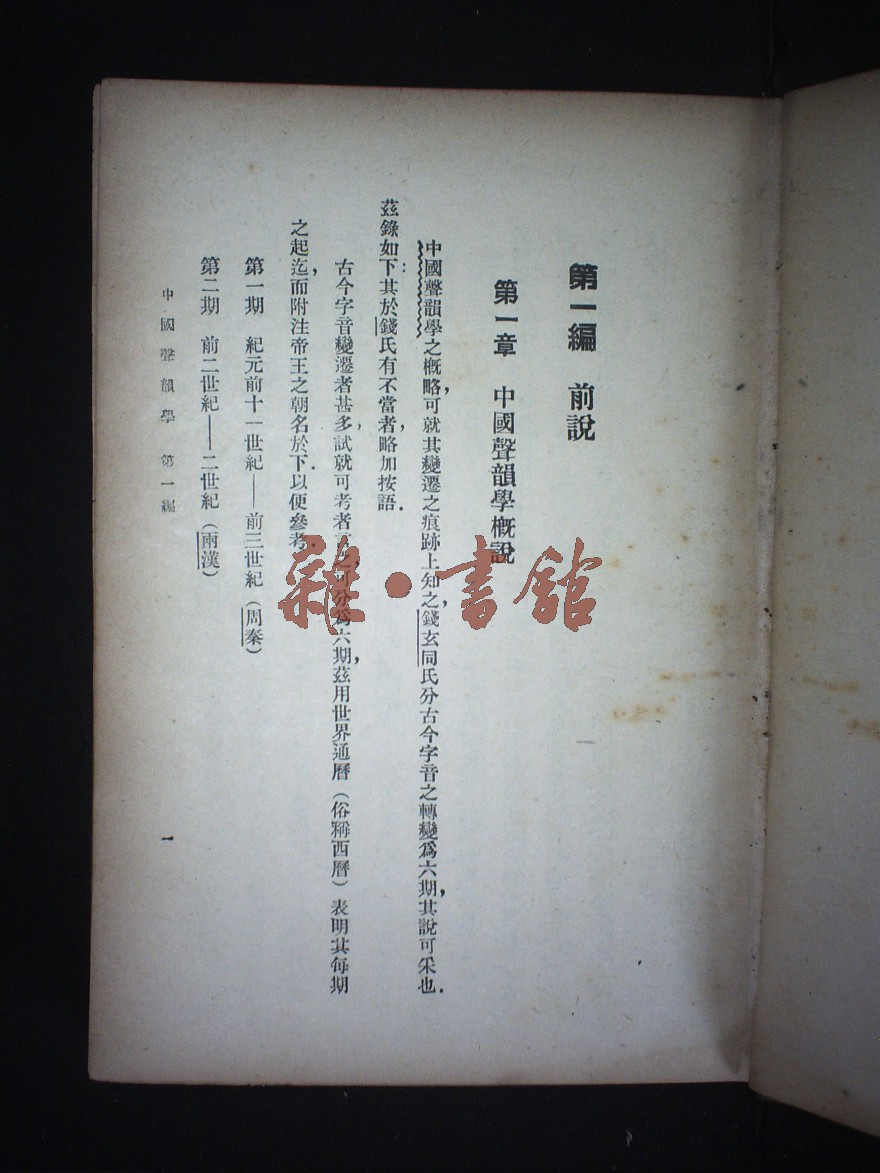 第一編　前說
第一章　中國聲韻學槪說
中國聲韻學之槪略，可就其變遷之痕跡上知之，錢玄同氏分古今字音之轉變爲六期，其說可采也．
茲錄如下：其於錢氏有不當者，略加按語．
古今字音變遷者甚多，試就可考者 之，可分爲六期，茲用世界通曆（俗稱西曆）表明其每期
之起迄，而附注帝王之朝名於下．以便參考．
第一期　紀元前十一世紀——前三世紀（周秦）
第二期　前二世紀——二世紀（兩漢）
中國聲韻學　第一編
一
雜·書館